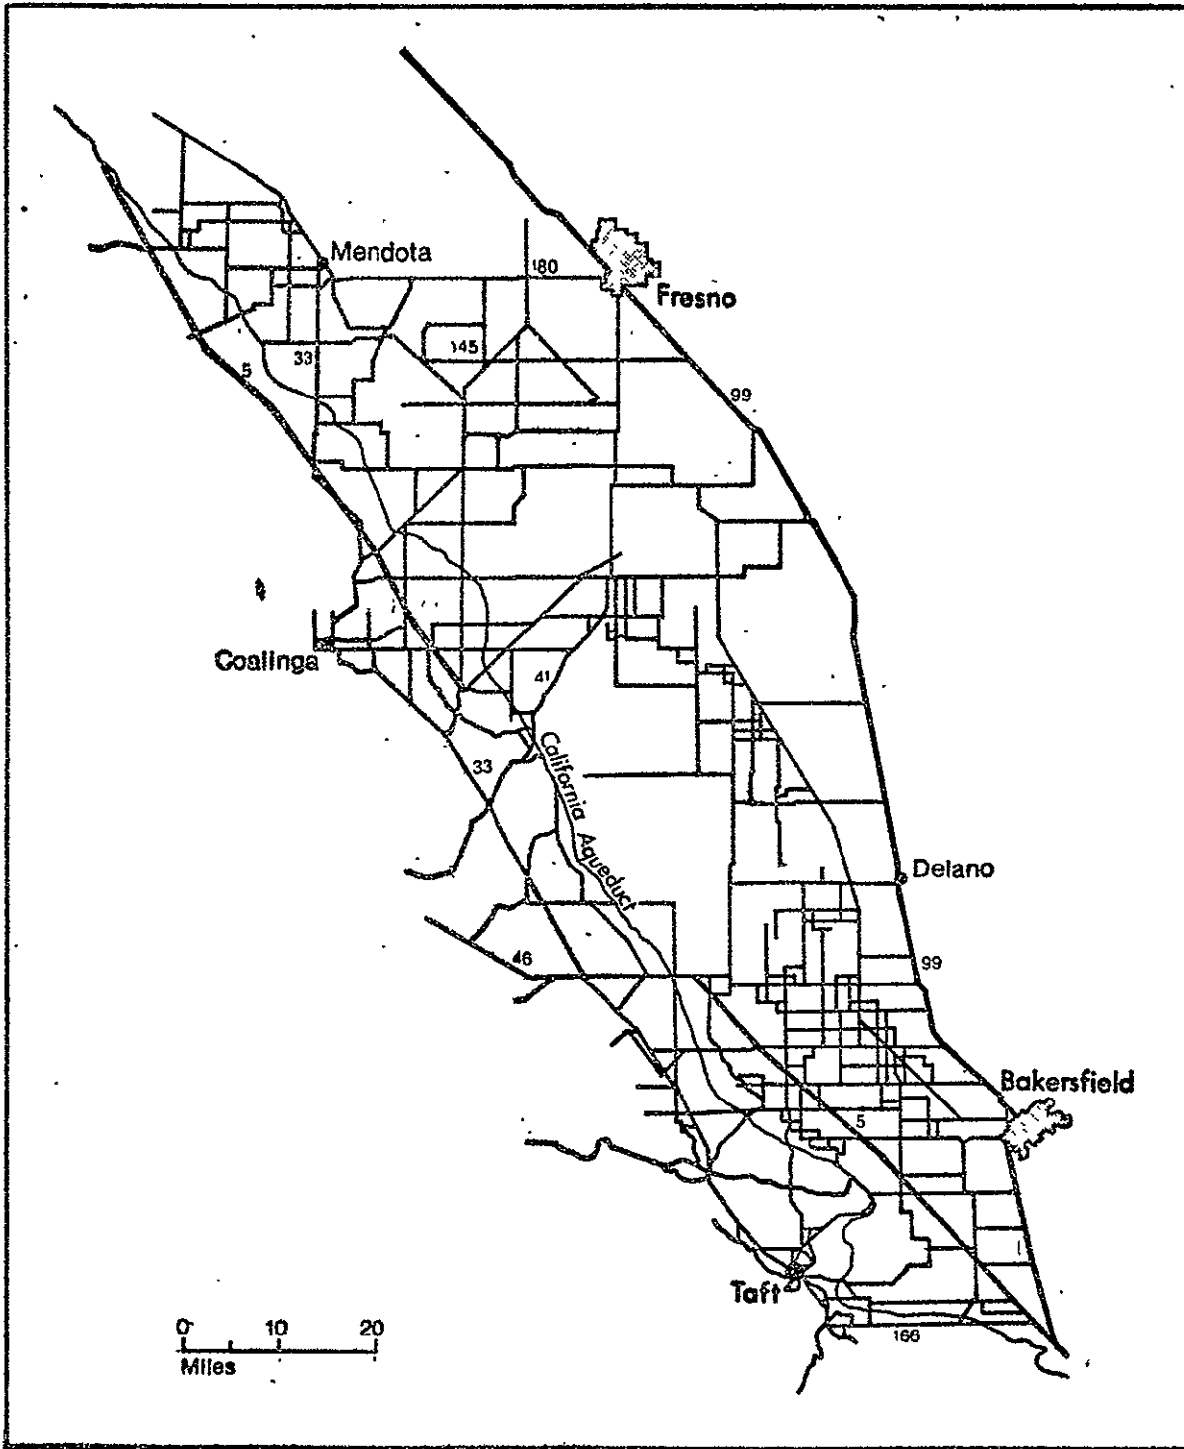 Mendota
180
Fresno
33
145
5
99
Coalinga
41
33
California Aqueduct
Delano
46
99
Bakersfield
5
Taft
166
0 10 20
Miles